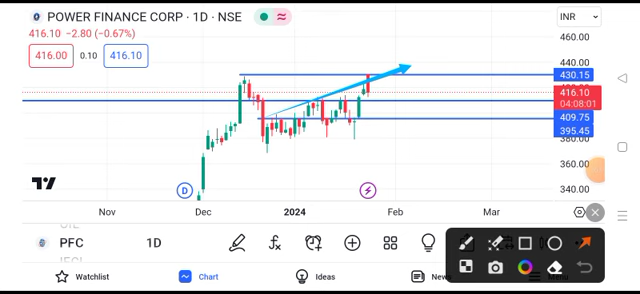 POWER FINANCE CORP · 1D · NSE
INR
416.10 −2.80 (−0.67%)
416.00 0.10 416.10
460.00
440.00
430.15
416.10
04:08:01
409.75
395.45
380.00
360.00
340.00
D
Nov Dec 2024 Feb Mar
PFC 1D
Watchlist Chart Ideas News